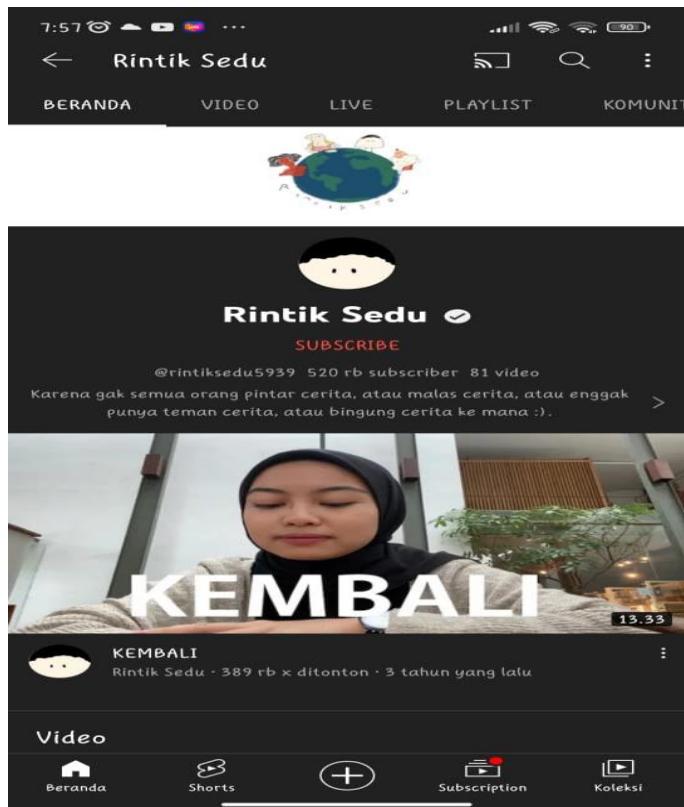 7:57 ... 90
Rintik Sedu
BERANDA VIDEO LIVE PLAYLIST KOMUNIT
Rintik Sedu
Rintik Sedu
SUBSCRIBE
@rintiksedu5939 520 rb subscriber 81 video
Karena gak semua orang pintar cerita, atau malas cerita, atau enggak
punya teman cerita, atau bingung cerita ke mana :).
KEMBALI
13.33
KEMBALI
Rintik Sedu · 389 rb x ditonton · 3 tahun yang lalu
Video
Beranda Shorts Subscription Koleksi